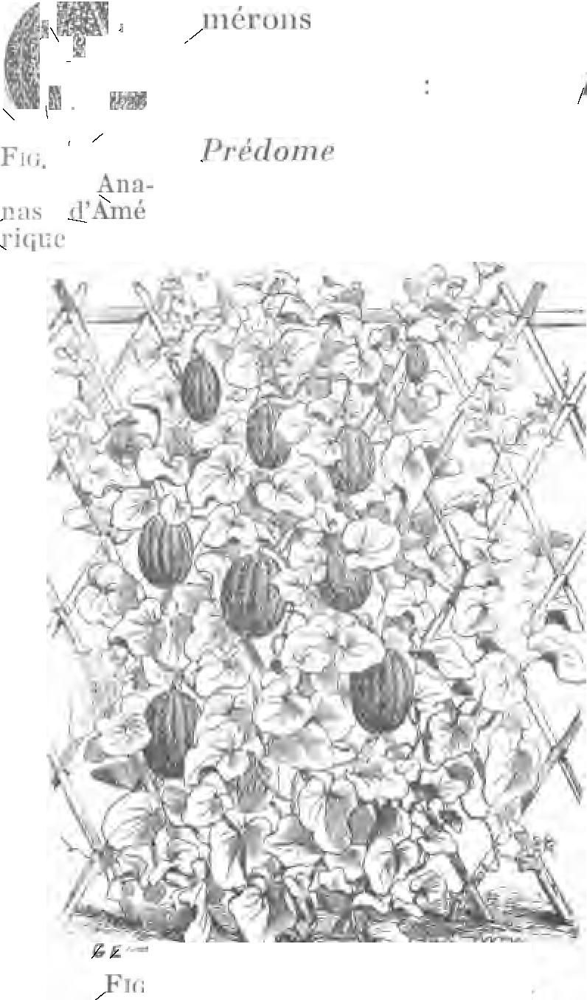 mérons
:
Prédome
FIG.
Ana-
nas d'Amé
rique
G E
FIG